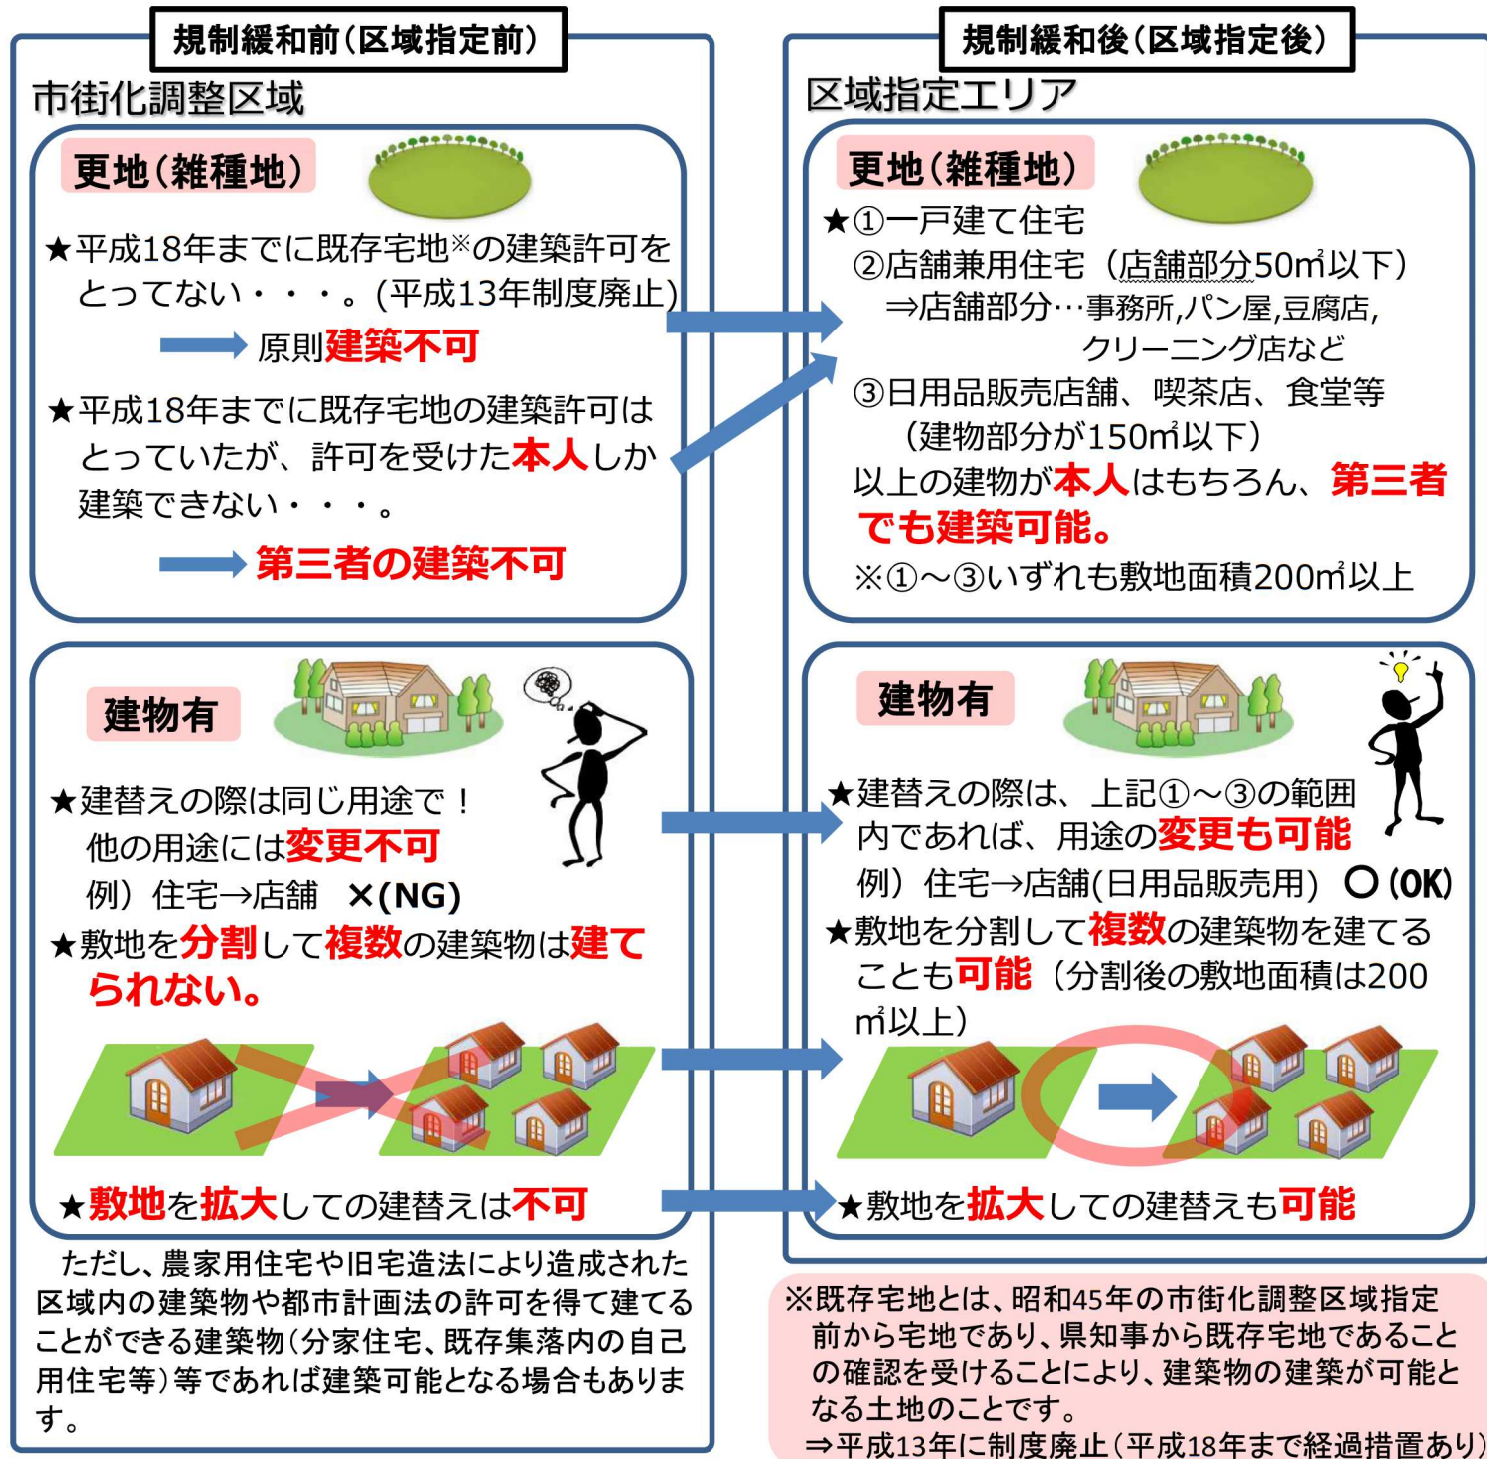 規制緩和前(区域指定前)
市街化調整区域
更地(雑種地)
★平成18年までに既存宅地※の建築許可を
とってない・・・。(平成13年制度廃止)
原則建築不可
★平成18年までに既存宅地の建築許可は
とっていたが、許可を受けた本人しか
建築できない・・・。
第三者の建築不可
建物有
★建替えの際は同じ用途で！
他の用途には変更不可
例）住宅→店舗 ×(NG)
★敷地を分割して複数の建築物は建て
られない。
★敷地を拡大しての建替えは不可
ただし、農家用住宅や旧宅造法により造成された
区域内の建築物や都市計画法の許可を得て建てる
ことができる建築物(分家住宅、既存集落内の自己
用住宅等)等であれば建築可能となる場合もありま
す。
規制緩和後(区域指定後)
区域指定エリア
更地(雑種地)
★①一戸建て住宅
②店舗兼用住宅（店舗部分50㎡以下）
⇒店舗部分…事務所,パン屋,豆腐店,
クリーニング店など
③日用品販売店舗、喫茶店、食堂等
（建物部分が150㎡以下）
以上の建物が本人はもちろん、第三者
でも建築可能。
※①～③いずれも敷地面積200㎡以上
建物有
★建替えの際は、上記①～③の範囲
内であれば、用途の変更も可能
例）住宅→店舗(日用品販売用) ○(OK)
★敷地を分割して複数の建築物を建てる
ことも可能（分割後の敷地面積は200
㎡以上）
★敷地を拡大しての建替えも可能
※既存宅地とは、昭和45年の市街化調整区域指定
前から宅地であり、県知事から既存宅地であること
の確認を受けることにより、建築物の建築が可能と
なる土地のことです。
⇒平成13年に制度廃止(平成18年まで経過措置あり)